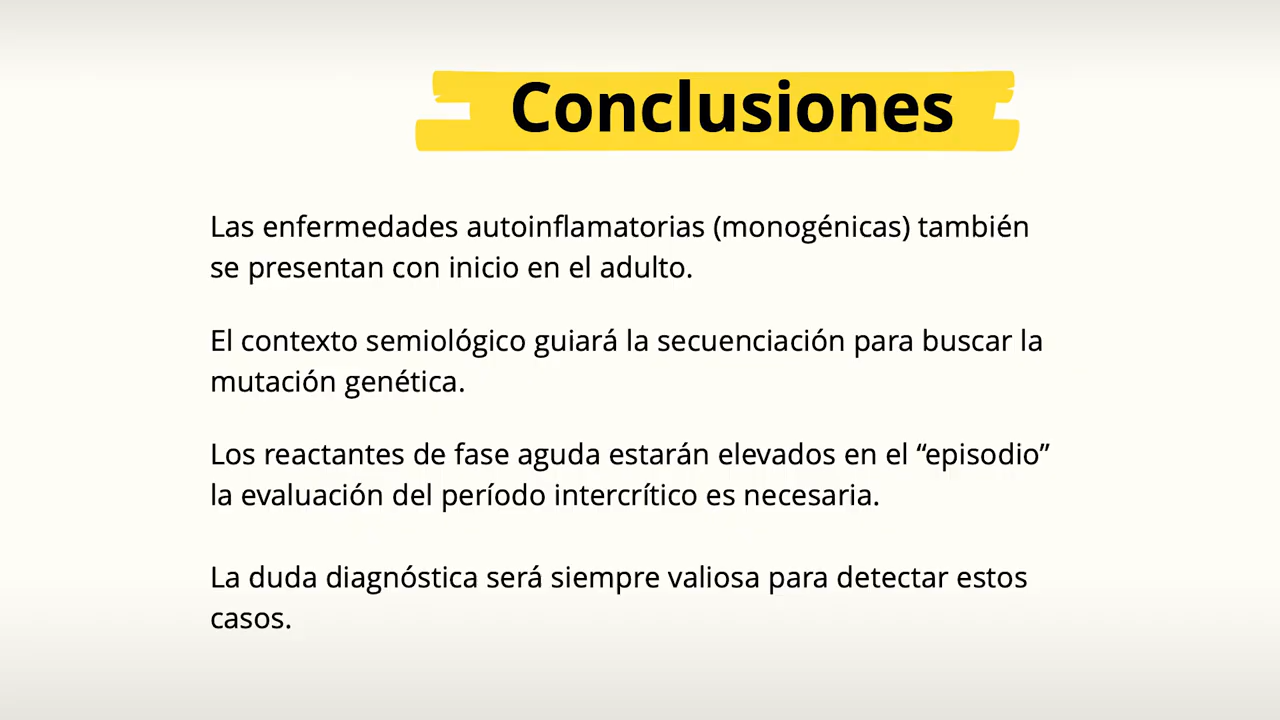 Conclusiones
Las enfermedades autoinflamatorias (monogénicas) también
se presentan con inicio en el adulto.
El contexto semiológico guiará la secuenciación para buscar la
mutación genética.
Los reactantes de fase aguda estarán elevados en el “episodio”
la evaluación del período intercrítico es necesaria.
La duda diagnóstica será siempre valiosa para detectar estos
casos.